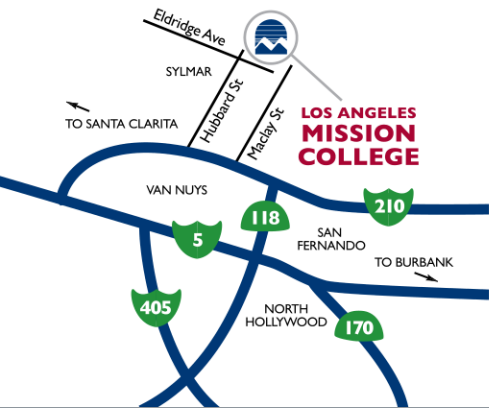 Eldridge Ave
SYLMAR
Hubbard St
Maclay St
TO SANTA CLARITA
LOS ANGELES
MISSION
COLLEGE
VAN NUYS
210
118
5
SAN
FERNANDO
TO BURBANK
405
NORTH
HOLLYWOOD
170